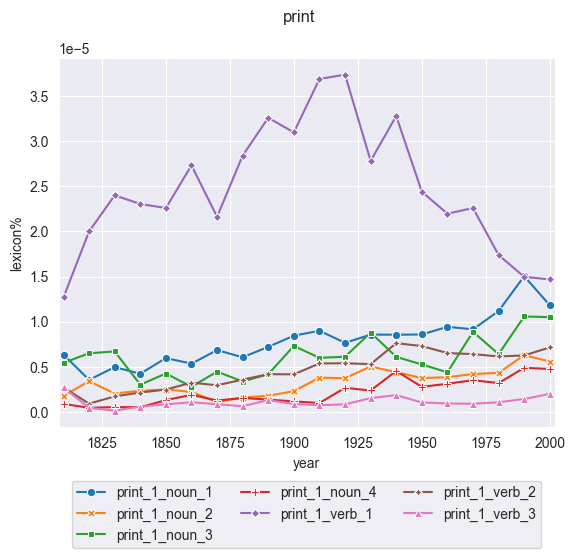 print
1e−5
3.5
3.0
2.5
2.0
1.5
1.0
0.5
0.0
lexicon%
1825 1850 1875 1900 1925 1950 1975 2000
year
print_1_noun_1 print_1_noun_4 print_1_verb_2
print_1_noun_2 print_1_verb_1 print_1_verb_3
print_1_noun_3